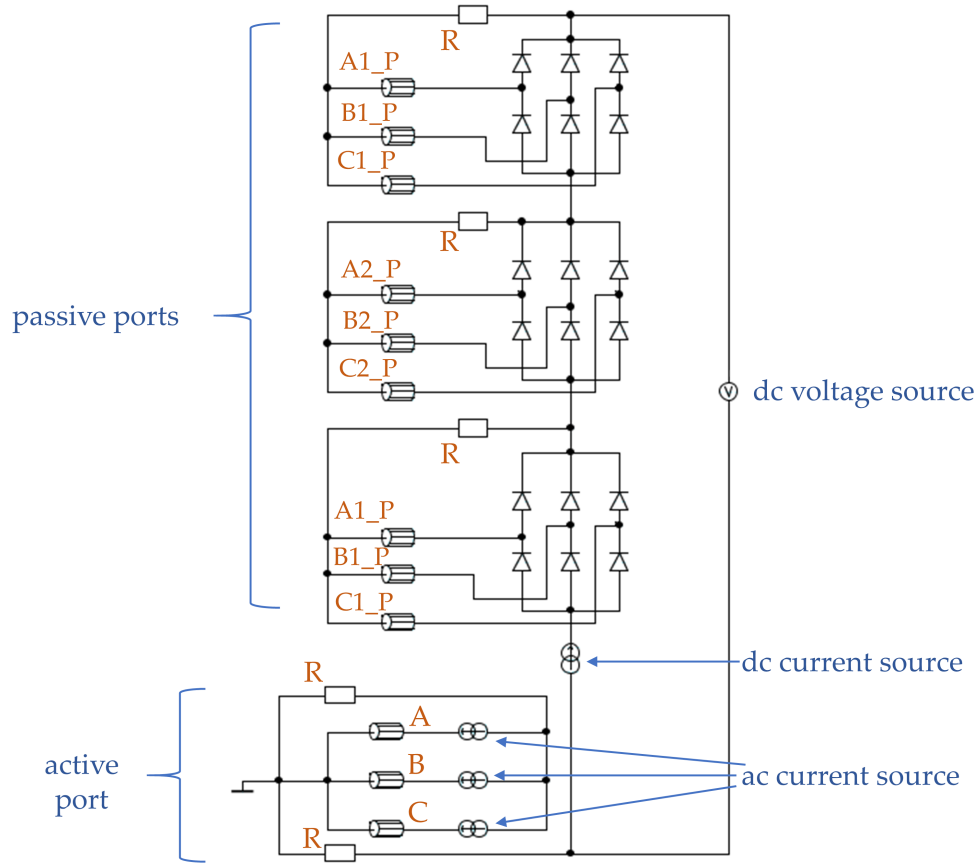 R
A1_P
B1_P
C1_P
R
A2_P
B2_P
C2_P
passive ports
V
dc voltage source
R
A1_P
B1_P
C1_P
dc current source
R
A
active
port
B
ac current source
C
R